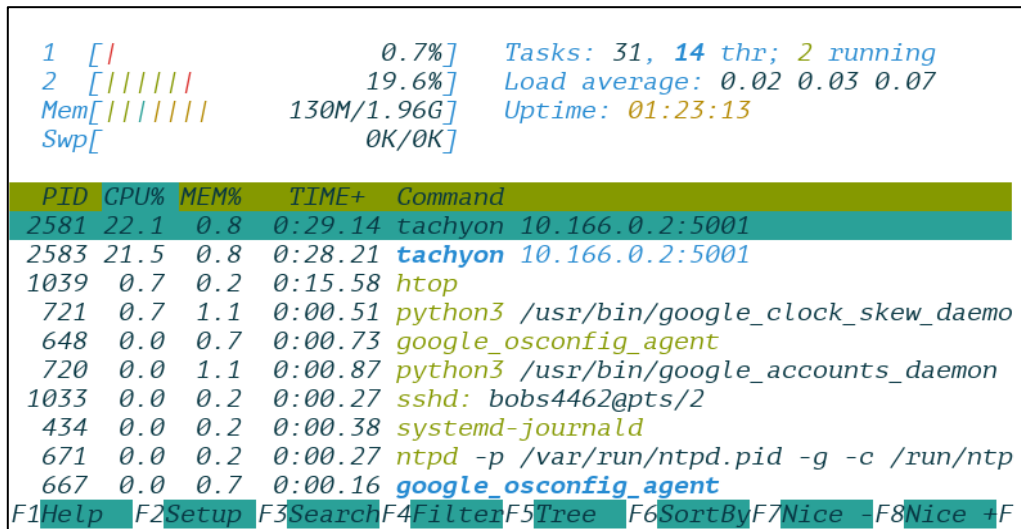 1 [| 0.7%] Tasks: 31, 14 thr; 2 running
2 [|||||| 19.6%] Load average: 0.02 0.03 0.07
Mem[||||||| 130M/1.96G] Uptime: 01:23:13
Swp[ 0K/0K]
PID CPU% MEM% TIME+ Command
2581 22.1 0.8 0:29.14 tachyon 10.166.0.2:5001
2583 21.5 0.8 0:28.21 tachyon 10.166.0.2:5001
1039 0.7 0.2 0:15.58 htop
721 0.7 1.1 0:00.51 python3 /usr/bin/google_clock_skew_daemo
648 0.0 0.7 0:00.73 google_osconfig_agent
720 0.0 1.1 0:00.87 python3 /usr/bin/google_accounts_daemon
1033 0.0 0.2 0:00.27 sshd: bobs4462@pts/2
434 0.0 0.2 0:00.38 systemd-journald
671 0.0 0.2 0:00.27 ntpd -p /var/run/ntpd.pid -g -c /run/ntp
667 0.0 0.7 0:00.16 google_osconfig_agent
F1Help F2Setup F3SearchF4FilterF5Tree F6SortByF7Nice -F8Nice +F